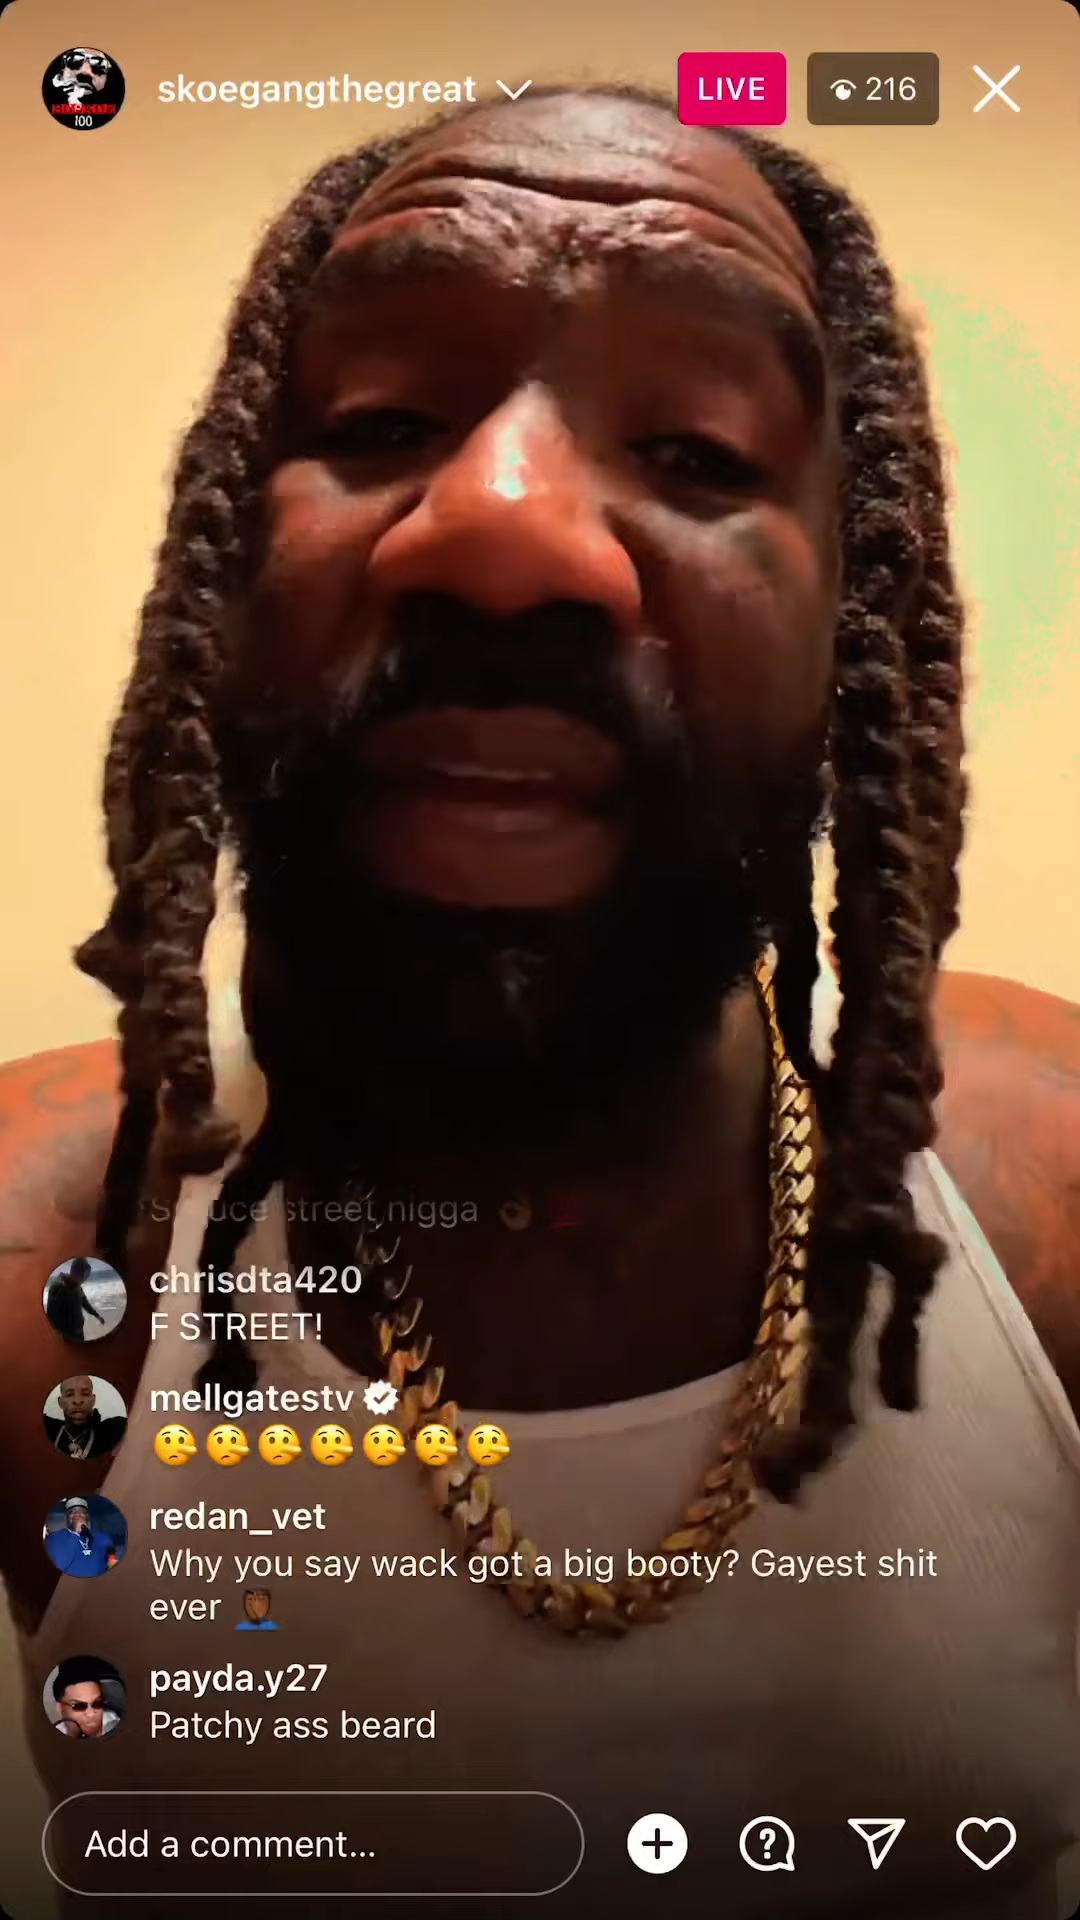 skoegangthegreat
LIVE
216
100
street nigga 👌🏿 💯
chrisdta420
F STREET!
mellgatestv
🤥🤥🤥🤥🤥🤥🤥
redan_vet
Why you say wack got a big booty? Gayest shit
ever 🤦🏾‍♂️
payda.y27
Patchy ass beard
Add a comment...